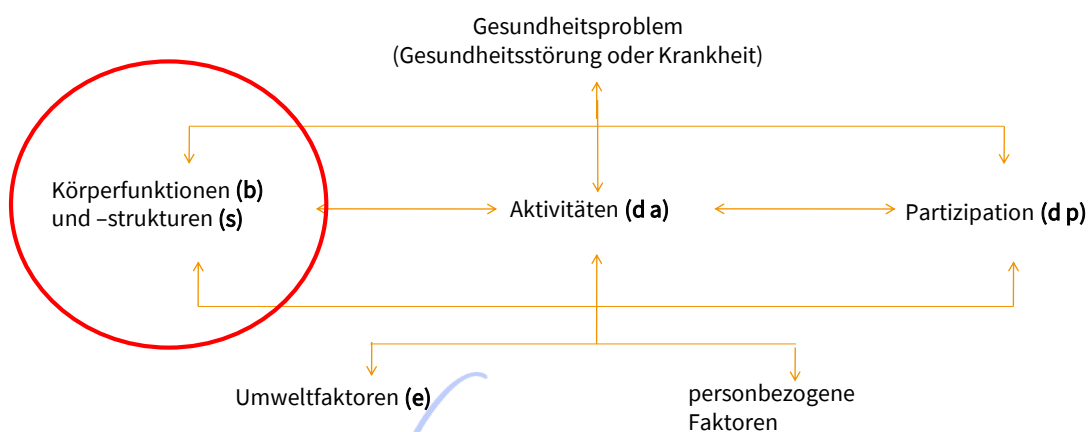 Gesundheitsproblem
(Gesundheitsstörung oder Krankheit)
Körperfunktionen (b)
und –strukturen (s)
Aktivitäten (d a)
Partizipation (d p)
Umweltfaktoren (e)
personbezogene
Faktoren